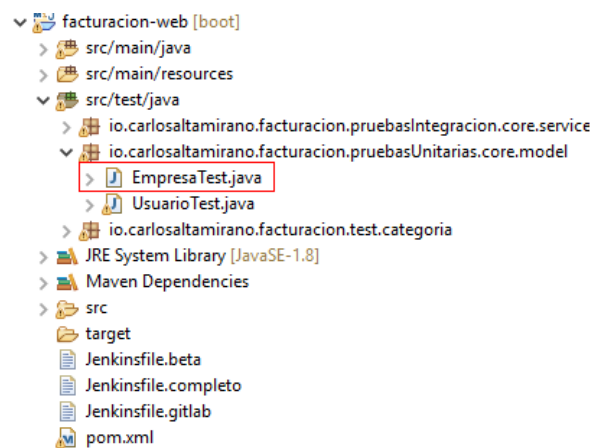 facturacion-web [boot]
src/main/java
src/main/resources
src/test/java
io.carlosaltamirano.facturacion.pruebasIntegracion.core.service
io.carlosaltamirano.facturacion.pruebasUnitarias.core.model
EmpresaTest.java
UsuarioTest.java
io.carlosaltamirano.facturacion.test.categoria
JRE System Library [JavaSE-1.8]
Maven Dependencies
src
target
Jenkinsfile.beta
Jenkinsfile.completo
Jenkinsfile.gitlab
pom.xml